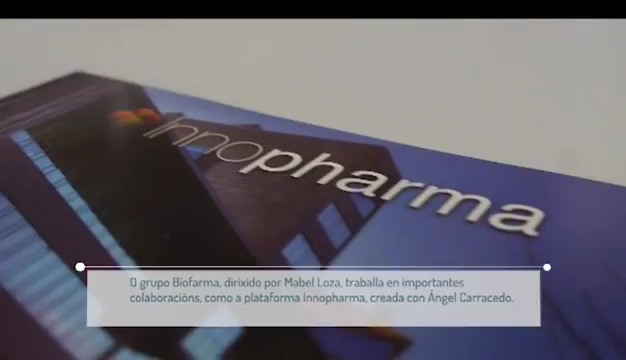 Innopharma
O grupo Biofarma, dirixido por Mabel Loza, traballa en importantes
colaboracións, como a plataforma Innopharma, creada con Ángel Carracedo.